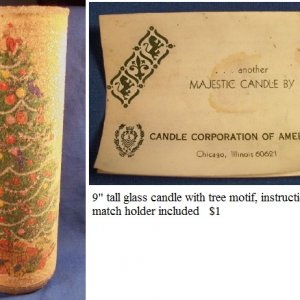 ... another
MAJESTIC CANDLE BY
CANDLE CORPORATION OF AMER
Chicago, Illinois 60621
9" tall glass candle with tree motif, instructi
match holder included $1